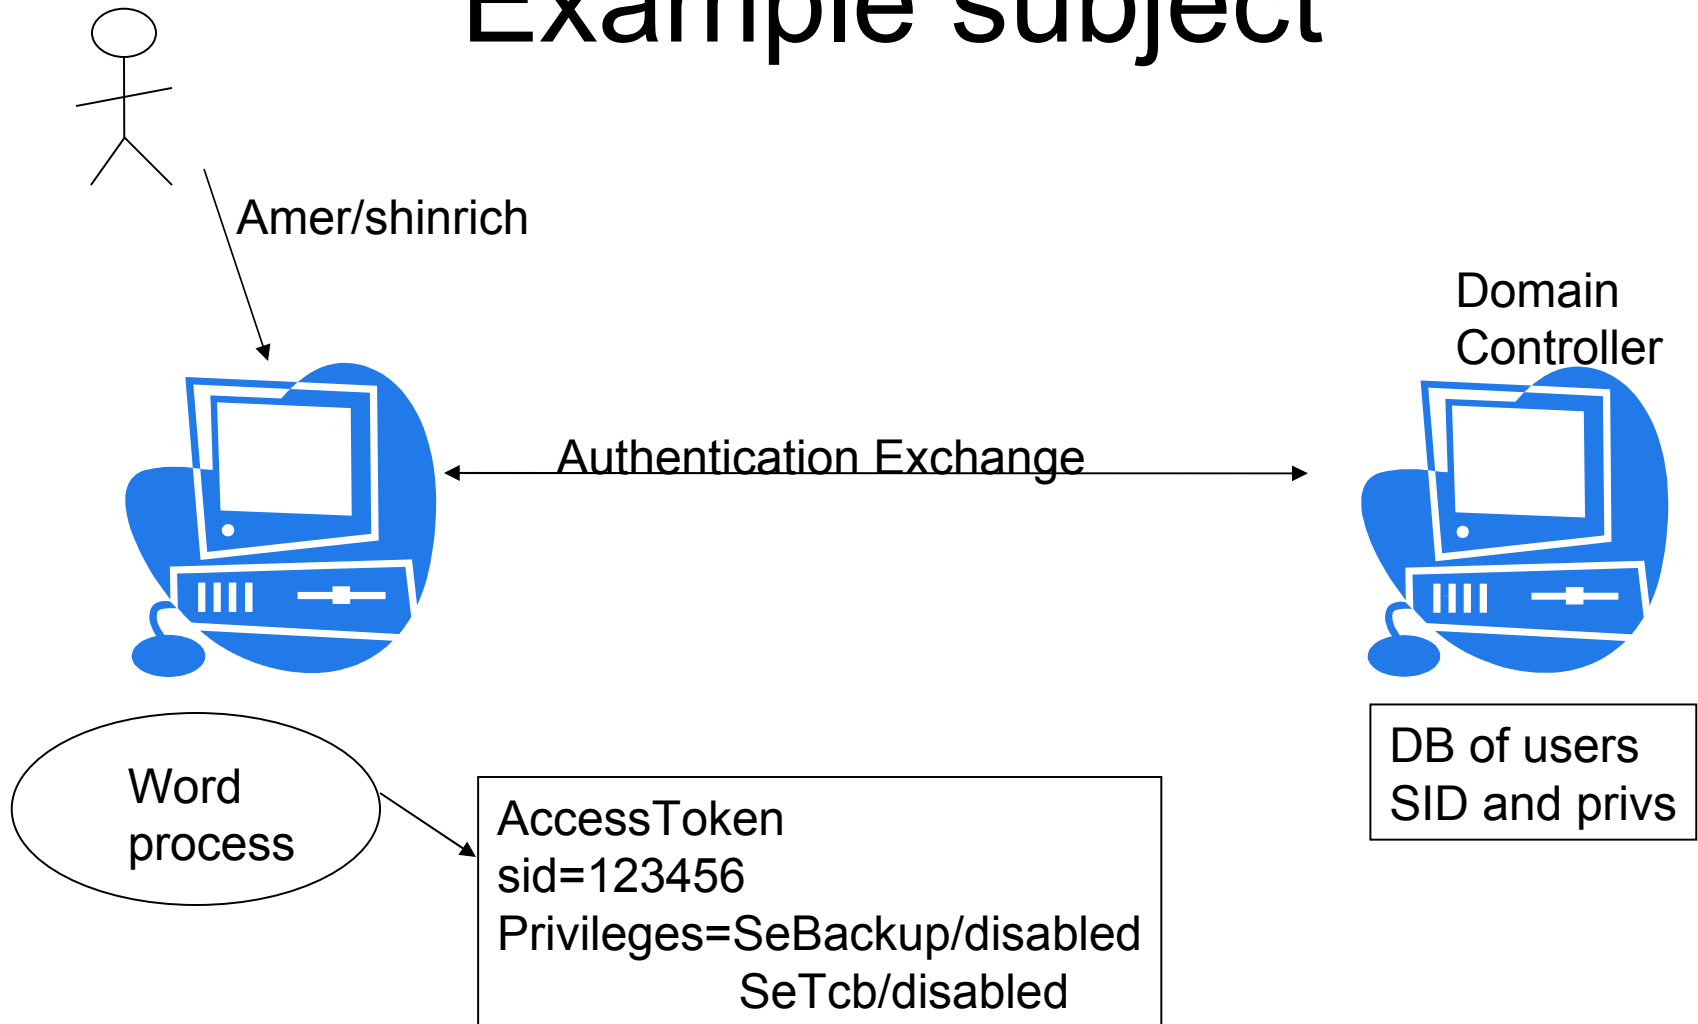 Example subject
Amer/shinrich
Domain
Controller
Authentication Exchange
Word
process
AccessToken
sid=123456
Privileges=SeBackup/disabled
SeTcb/disabled
DB of users
SID and privs